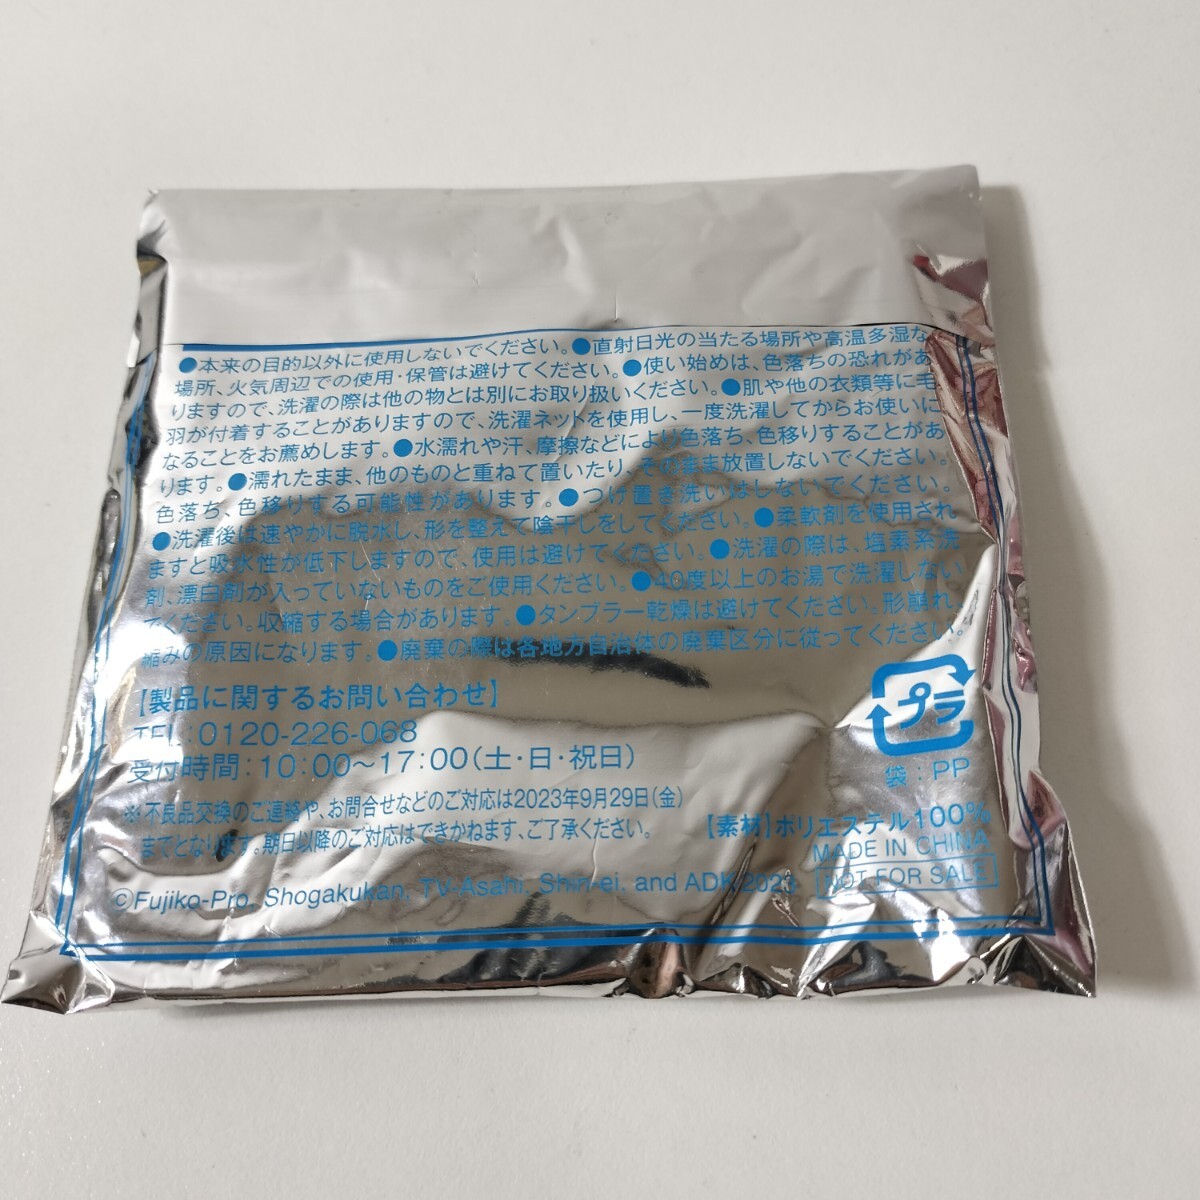 ●本来の目的以外に使用しないでください。●直射日光の当たる場所や高温多湿な
場所、火気周辺での使用・保管は避けてください。●使い始めは、色落ちの恐れがあ
りますので、洗濯の際は他の物とは別にお取り扱いください。●肌や他の衣類等に毛
羽が付着することがありますので、洗濯ネットを使用し、一度洗濯してからお使いに
なることをお薦めします。●水濡れや汗、摩擦などにより色落ち、色移りすることがあ
ります。●濡れたまま、他のものと重ねて置いたり、そのまま放置しないでください。
色落ち、色移りする可能性があります。●つけ置き洗いはしないでください。
●洗濯後は速やかに脱水し、形を整えて陰干しをしてください。●柔軟剤を使用され
ますと吸水性が低下しますので、使用は避けてください。●洗濯の際は、塩素系洗
剤、漂白剤が入っていないものをご使用ください。●40度以上のお湯で洗濯しない
でください。収縮する場合があります。●タンブラー乾燥は避けてください。形崩れ、
縮みの原因になります。●廃棄の際は各地方自治体の廃棄区分に従ってください。
【製品に関するお問い合わせ】
TEL:0120-226-068
受付時間:10:00〜17:00(土・日・祝日)
※不良品交換のご連絡や、お問合せなどのご対応は2023年9月29日(金)
までとなります。期日以降のご対応はできかねます、ご了承ください。
プラ
袋:PP
【素材】ポリエステル100%
MADE IN CHINA
NOT FOR SALE
©Fujiko-Pro, Shogakukan, TV-Asahi, Shin-ei, and ADK 2023